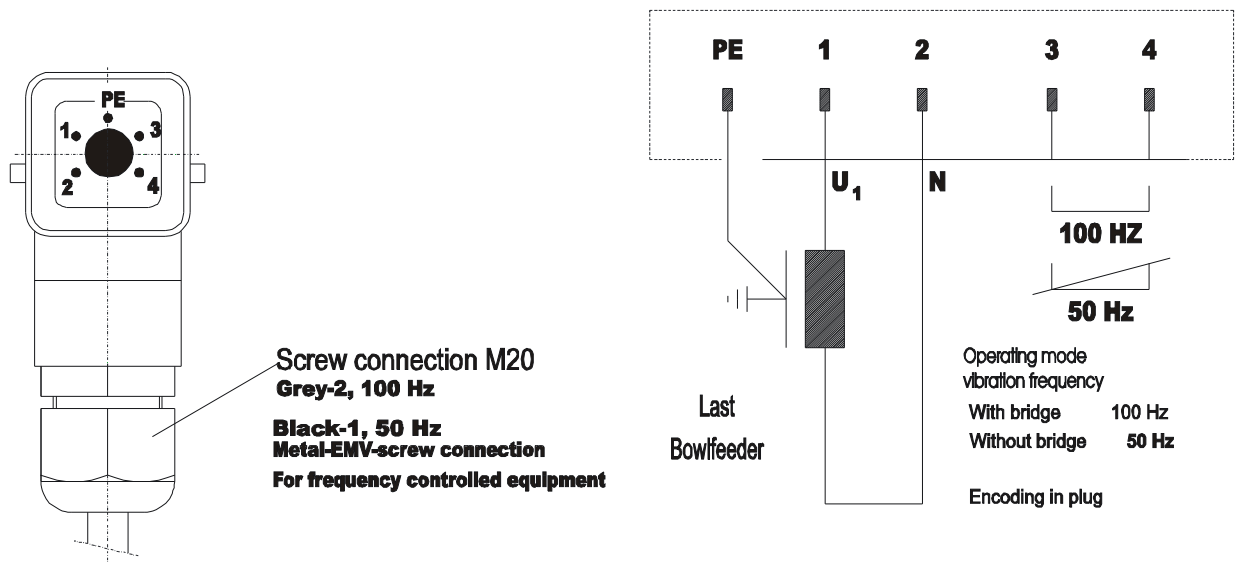 PE
1 3
2 4
Screw connection M20
Grey-2, 100 Hz
Black-1, 50 Hz
Metal-EMV-screw connection
For frequency controlled equipment
PE 1 2 3 4
U1 N
100 HZ
50 Hz
Last
Bowlfeeder
Operating mode
vibration frequency
With bridge 100 Hz
Without bridge 50 Hz
Encoding in plug